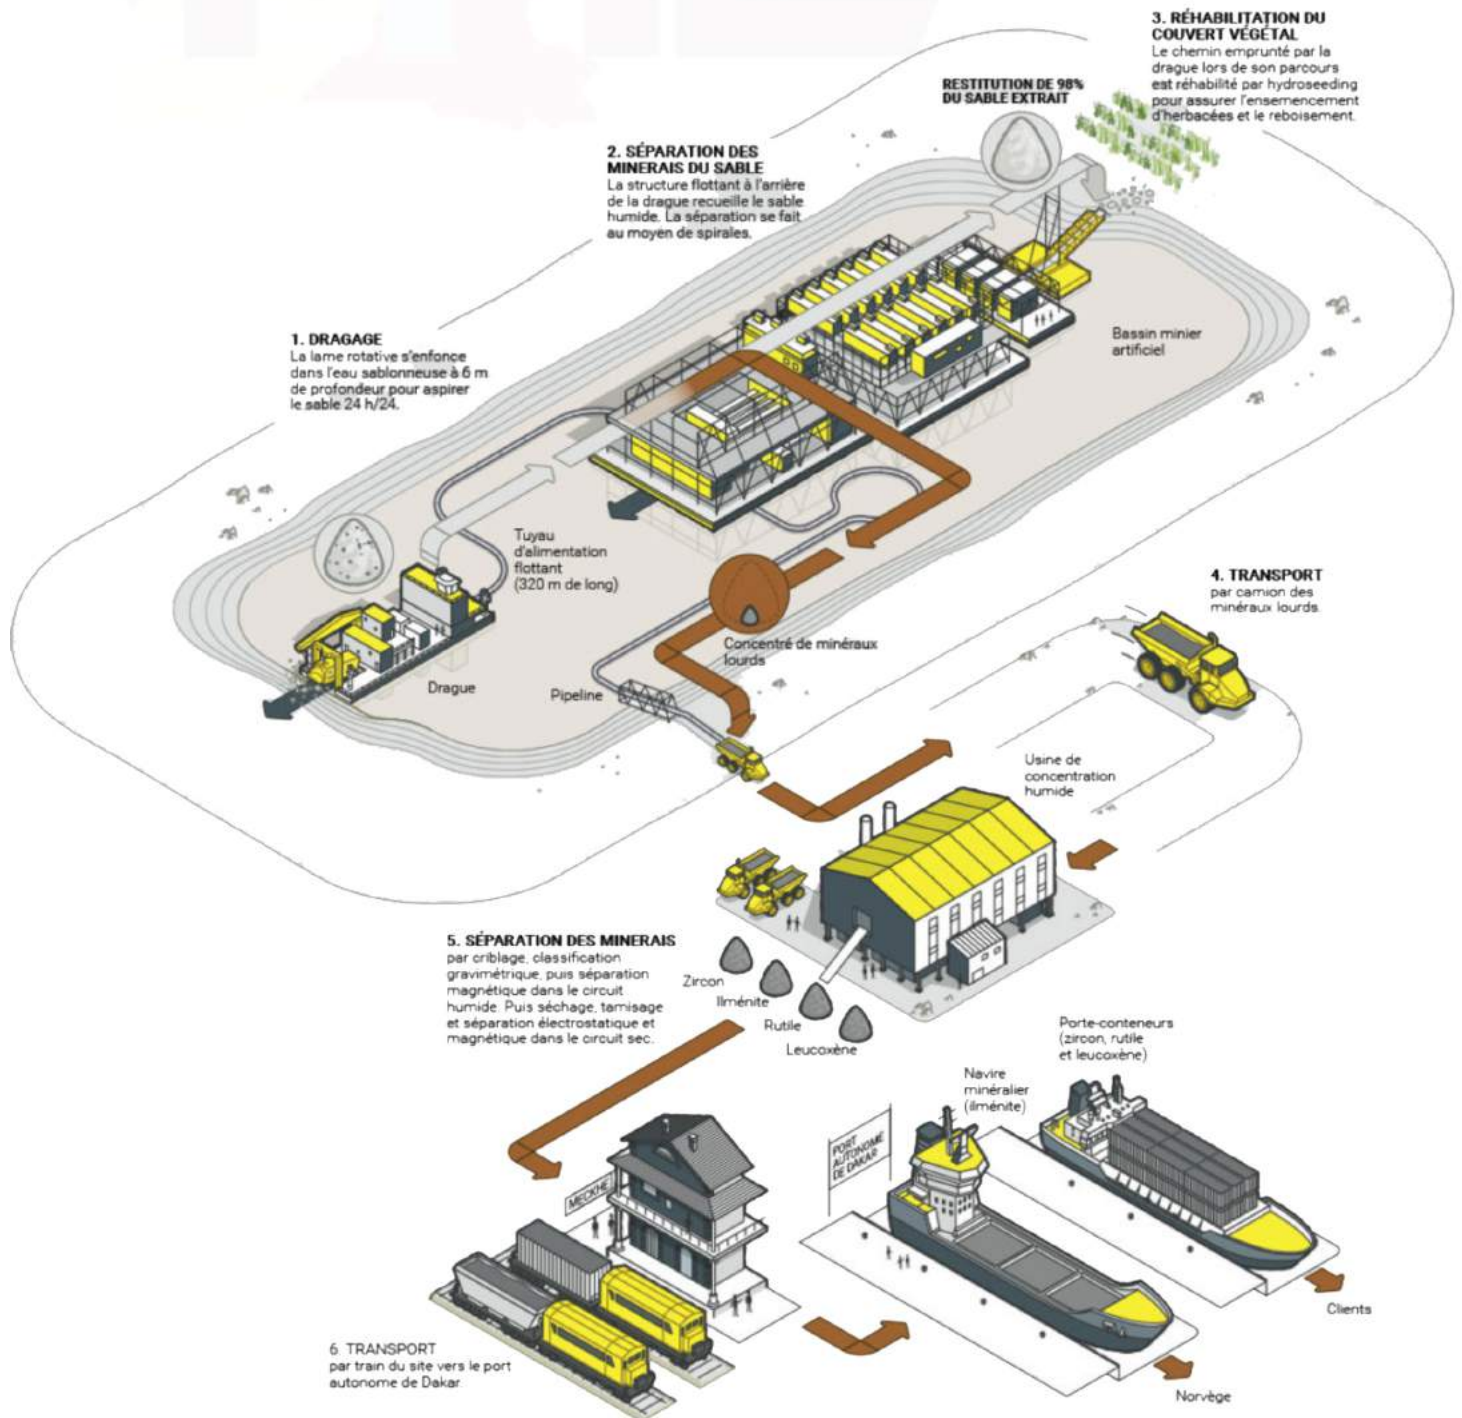 3. RÉHABILITATION DU
COUVERT VÉGÉTAL
Le chemin emprunté par la
drague lors de son parcours
est réhabilité par hydroseeding
pour assurer l'ensemencement
d'herbacées et le reboisement.
RESTITUTION DE 98%
DU SABLE EXTRAIT
2. SÉPARATION DES
MINERAIS DU SABLE
La structure flottant à l'arrière
de la drague recueille le sable
humide. La séparation se fait
au moyen de spirales.
1. DRAGAGE
La lame rotative s'enfonce
dans l'eau sablonneuse à 6 m
de profondeur pour aspirer
le sable 24 h/24.
Bassin minier
artificiel
Tuyau
d'alimentation
flottant
(320 m de long)
Drague
Pipeline
Concentré de minéraux
lourds
4. TRANSPORT
par camion des
minéraux lourds.
Usine de
concentration
humide
5. SÉPARATION DES MINERAIS
par criblage, classification
gravimétrique, puis séparation
magnétique dans le circuit
humide. Puis séchage, tamisage
et séparation électrostatique et
magnétique dans le circuit sec.
Zircon
Ilménite
Rutile
Leucoxène
Porte-conteneurs
(zircon, rutile
et leucoxène)
Navire
minéralier
(ilménite)
PORT
AUTONOME
DE DAKAR
MECKHE
6. TRANSPORT
par train du site vers le port
autonome de Dakar.
Clients
Norvège